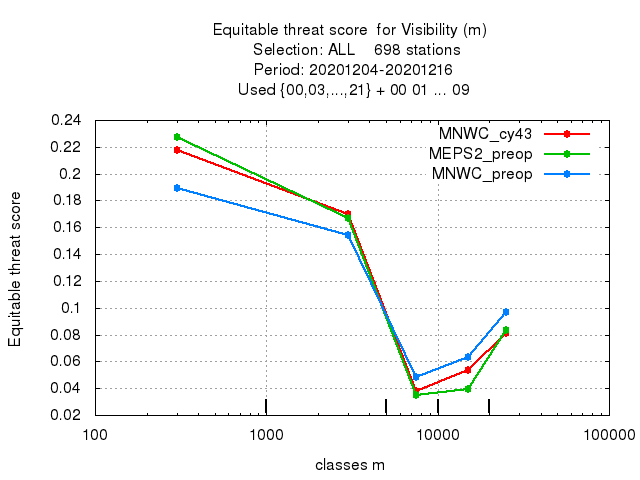 Equitable threat score  for Visibility (m)
Selection: ALL    698 stations
Period: 20201204-20201216
Used {00,03,...,21} + 00 01 ... 09
MNWC_cy43
MEPS2_preop
MNWC_preop
Equitable threat score
0.24
0.22
0.2
0.18
0.16
0.14
0.12
0.1
0.08
0.06
0.04
0.02
100
1000
10000
100000
classes m